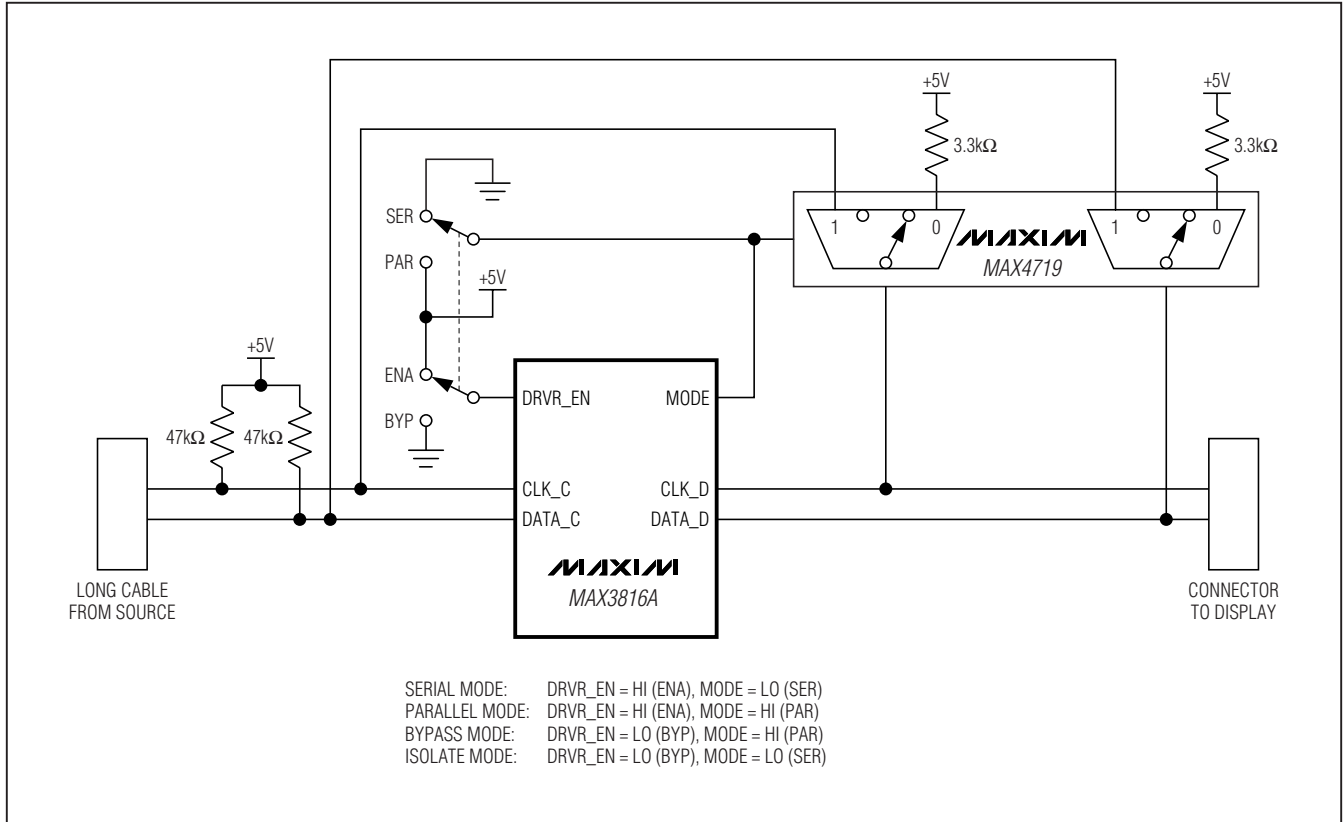 +5V
3.3kΩ
+5V
3.3kΩ
SER
PAR
+5V
1
0
MAXIM
MAX4719
1
0
+5V
47kΩ
47kΩ
ENA
BYP
DRVR_EN
MODE
CLK_C
CLK_D
DATA_C
DATA_D
MAXIM
MAX3816A
LONG CABLE
FROM SOURCE
CONNECTOR
TO DISPLAY
SERIAL MODE: DRVR_EN = HI (ENA), MODE = LO (SER)
PARALLEL MODE: DRVR_EN = HI (ENA), MODE = HI (PAR)
BYPASS MODE: DRVR_EN = LO (BYP), MODE = HI (PAR)
ISOLATE MODE: DRVR_EN = LO (BYP), MODE = LO (SER)